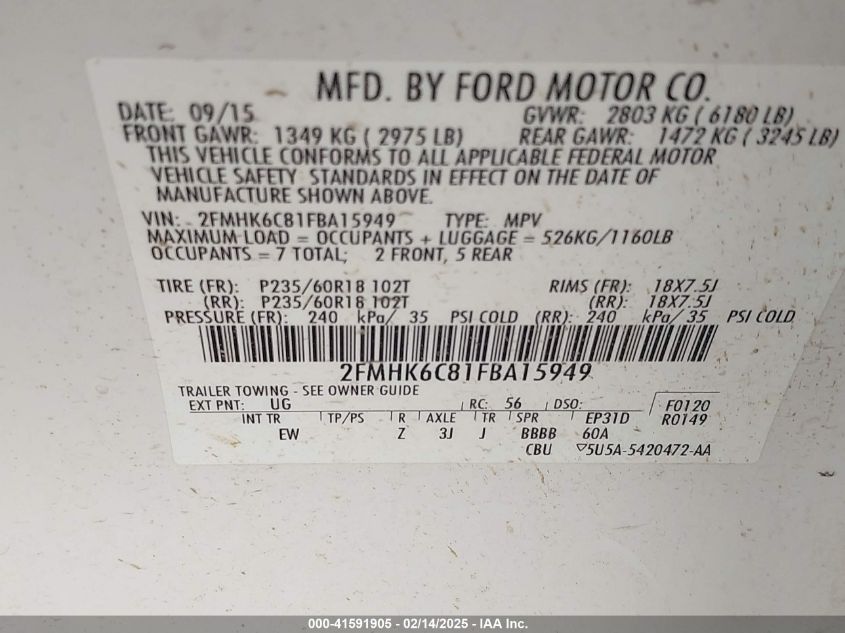 MFD. BY FORD MOTOR CO.
DATE: 09/15 GVWR: 2803 KG ( 6180 LB)
FRONT GAWR: 1349 KG ( 2975 LB) REAR GAWR: 1472 KG ( 3245 LB)
THIS VEHICLE CONFORMS TO ALL APPLICABLE FEDERAL MOTOR
VEHICLE SAFETY STANDARDS IN EFFECT ON THE DATE OF
MANUFACTURE SHOWN ABOVE.
VIN: 2FMHK6C81FBA15949 TYPE: MPV
MAXIMUM LOAD = OCCUPANTS + LUGGAGE = 526KG/1160LB
OCCUPANTS = 7 TOTAL; 2 FRONT, 5 REAR
TIRE (FR): P235/60R18 102T RIMS (FR): 18X7.5J
(RR): P235/60R18 102T (RR): 18X7.5J
PRESSURE (FR): 240 kPa/ 35 PSI COLD (RR): 240 kPa/ 35 PSI COLD
2FMHK6C81FBA15949
TRAILER TOWING - SEE OWNER GUIDE
EXT PNT: UG RC: 56 DSO: F0120
INT TR TP/PS R AXLE TR SPR EP31D R0149
EW Z 3J J BBBB 60A
CBU 5U5A-5420472-AA
000-41591905 - 02/14/2025 - IAA Inc.